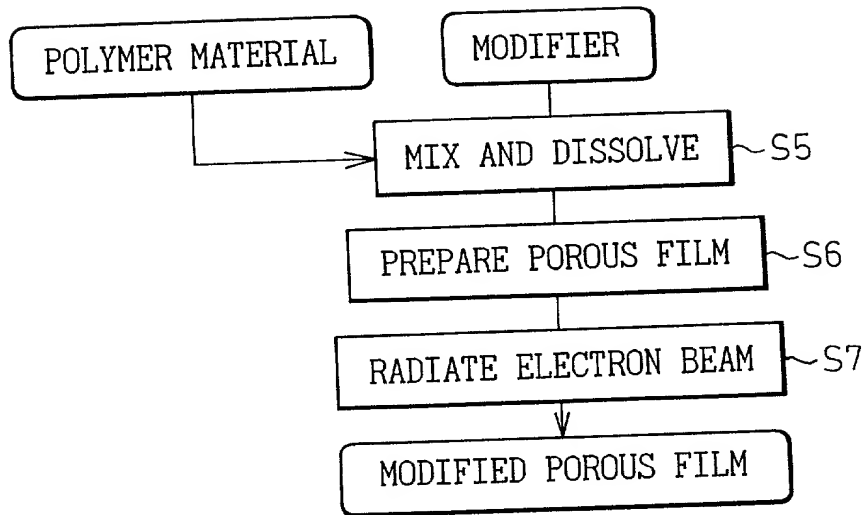 POLYMER MATERIAL
MODIFIER
MIX AND DISSOLVE
S5
PREPARE POROUS FILM
S6
RADIATE ELECTRON BEAM
S7
MODIFIED POROUS FILM